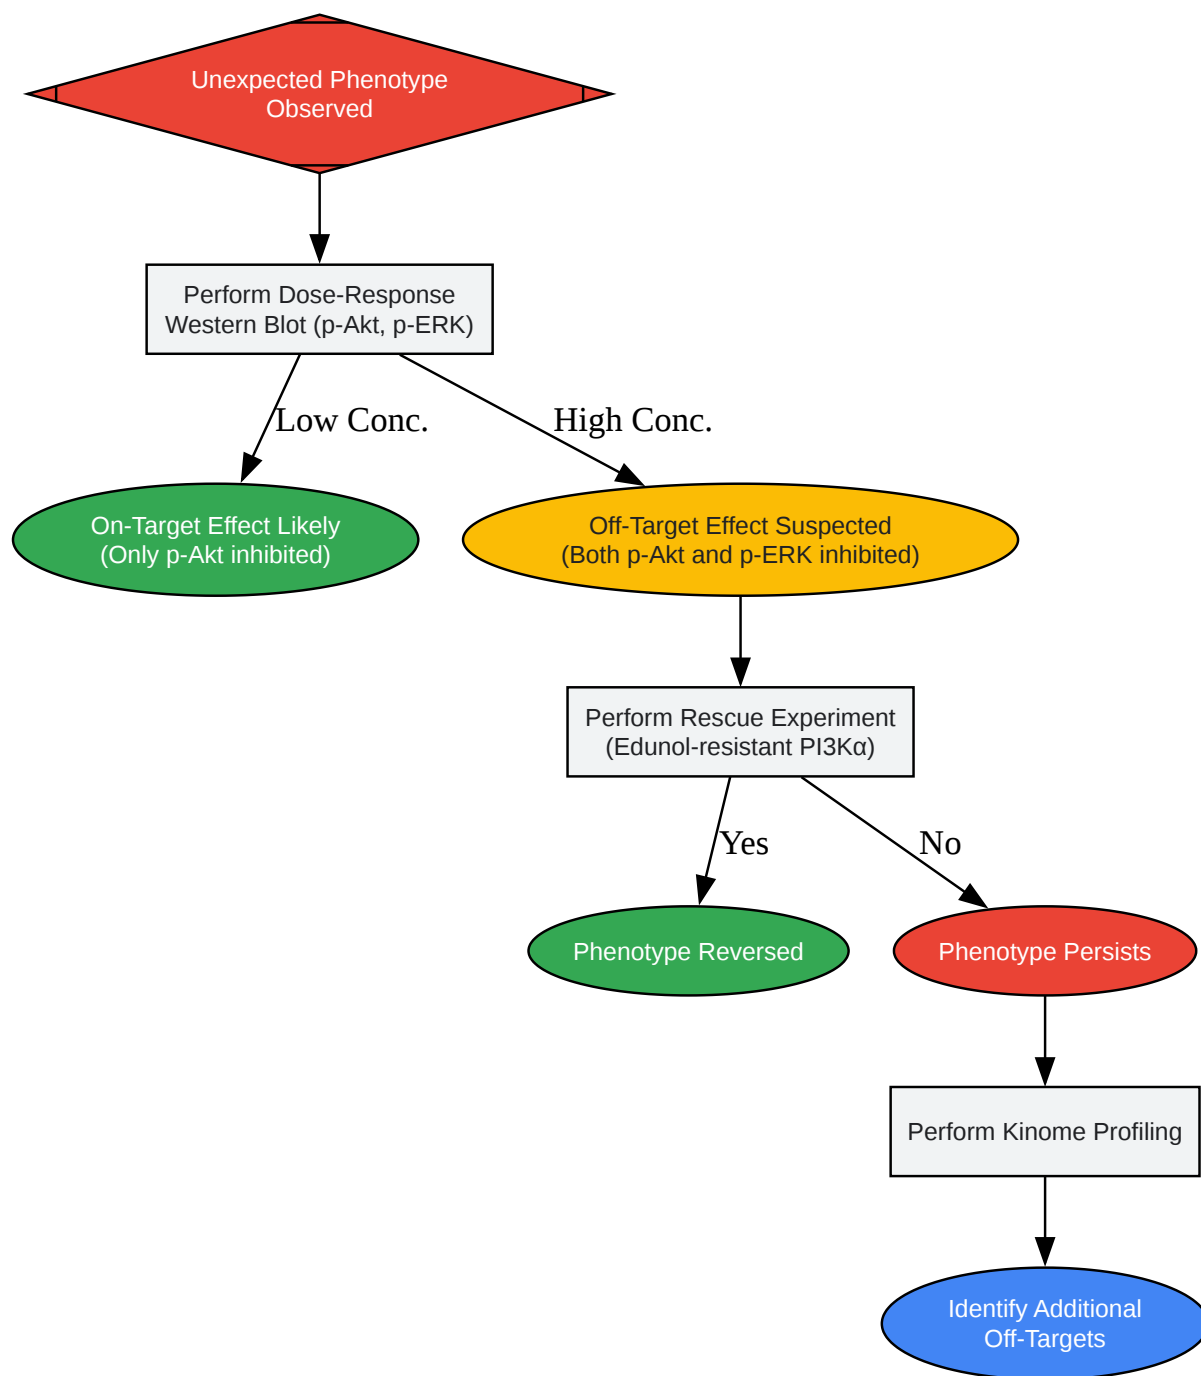 Unexpected Phenotype
Observed
Perform Dose-Response
Western Blot (p-Akt, p-ERK)
Low Conc.
High Conc.
On-Target Effect Likely
(Only p-Akt inhibited)
Off-Target Effect Suspected
(Both p-Akt and p-ERK inhibited)
Perform Rescue Experiment
(Edunol-resistant PI3Kα)
Yes
No
Phenotype Reversed
Phenotype Persists
Perform Kinome Profiling
Identify Additional
Off-Targets